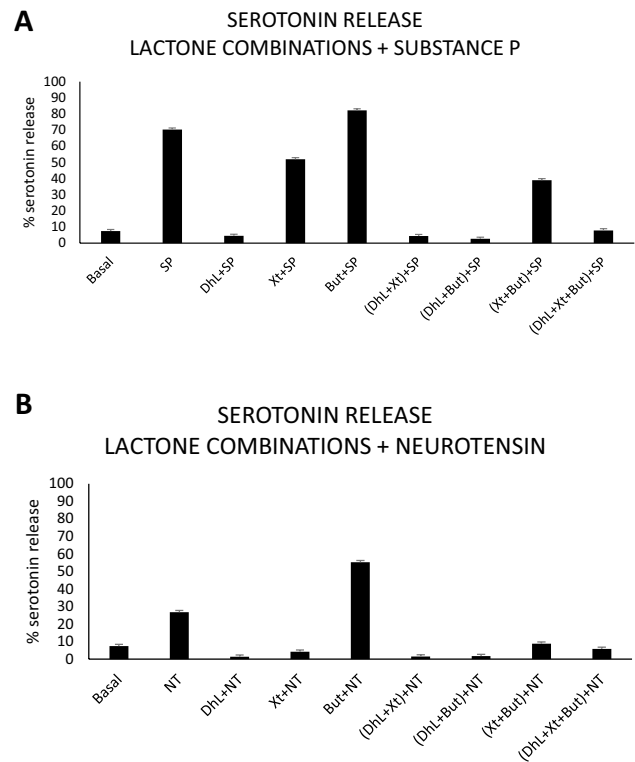 A
SEROTONIN RELEASE
LACTONE COMBINATIONS + SUBSTANCE P
% serotonin release
100
90
80
70
60
50
40
30
20
10
0
Basal
SP
DhL+SP
Xt+SP
But+SP
(DhL+Xt)+SP
(DhL+But)+SP
(Xt+But)+SP
(DhL+Xt+But)+SP
B
SEROTONIN RELEASE
LACTONE COMBINATIONS + NEUROTENSIN
% serotonin release
100
90
80
70
60
50
40
30
20
10
0
Basal
NT
DhL+NT
Xt+NT
But+NT
(DhL+Xt)+NT
(DhL+But)+NT
(Xt+But)+NT
(DhL+Xt+But)+NT